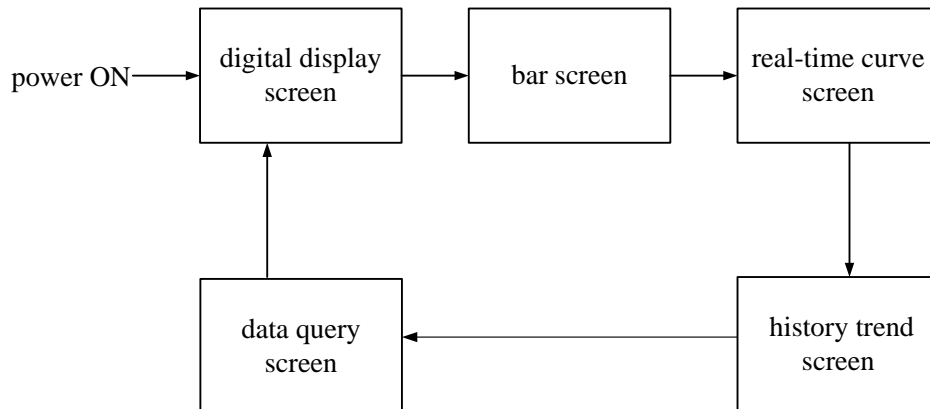 power ON
digital display
screen
bar screen
real-time curve
screen
history trend
screen
data query
screen